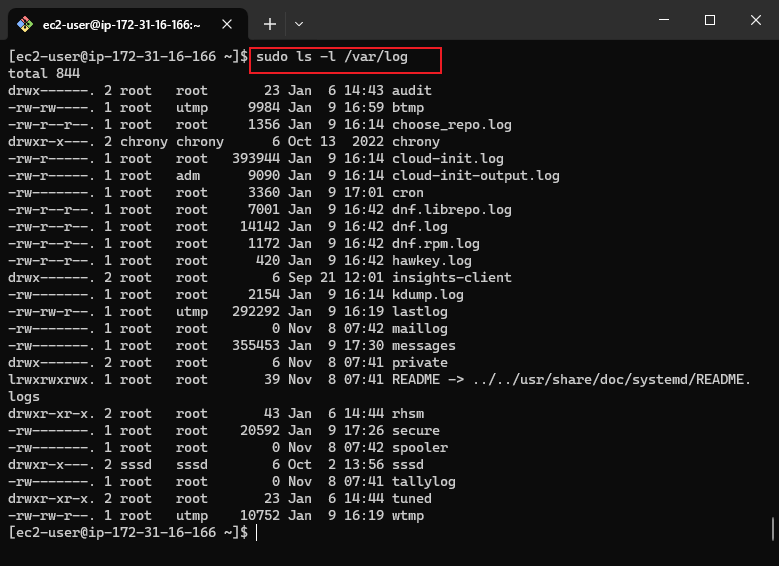 ec2-user@ip-172-31-16-166:~
[ec2-user@ip-172-31-16-166 ~]$ sudo ls -l /var/log
total 844
drwx------. 2 root   root       23 Jan  6 14:43 audit
-rw-rw----. 1 root   utmp     9984 Jan  9 16:59 btmp
-rw-r--r--. 1 root   root     1356 Jan  9 16:14 choose_repo.log
drwxr-x---. 2 chrony chrony      6 Oct 13  2022 chrony
-rw-r-----. 1 root   root   393944 Jan  9 16:14 cloud-init.log
-rw-r-----. 1 root   adm      9090 Jan  9 16:14 cloud-init-output.log
-rw-------. 1 root   root     3360 Jan  9 17:01 cron
-rw-r--r--. 1 root   root     7001 Jan  9 16:42 dnf.librepo.log
-rw-r--r--. 1 root   root    14142 Jan  9 16:42 dnf.log
-rw-r--r--. 1 root   root     1172 Jan  9 16:42 dnf.rpm.log
-rw-r--r--. 1 root   root      420 Jan  9 16:42 hawkey.log
drwx------. 2 root   root        6 Sep 21 12:01 insights-client
-rw-------. 1 root   root     2154 Jan  9 16:14 kdump.log
-rw-rw-r--. 1 root   utmp   292292 Jan  9 16:19 lastlog
-rw-------. 1 root   root        0 Nov  8 07:42 maillog
-rw-------. 1 root   root   355453 Jan  9 17:30 messages
drwx------. 2 root   root        6 Nov  8 07:41 private
lrwxrwxrwx. 1 root   root       39 Nov  8 07:41 README -> ../../usr/share/doc/systemd/README.
logs
drwxr-xr-x. 2 root   root       43 Jan  6 14:44 rhsm
-rw-------. 1 root   root    20592 Jan  9 17:26 secure
-rw-------. 1 root   root        0 Nov  8 07:42 spooler
drwxr-x---. 2 sssd   sssd        6 Oct  2 13:56 sssd
-rw-------. 1 root   root        0 Nov  8 07:41 tallylog
drwxr-xr-x. 2 root   root       23 Jan  6 14:44 tuned
-rw-rw-r--. 1 root   utmp    10752 Jan  9 16:19 wtmp
[ec2-user@ip-172-31-16-166 ~]$